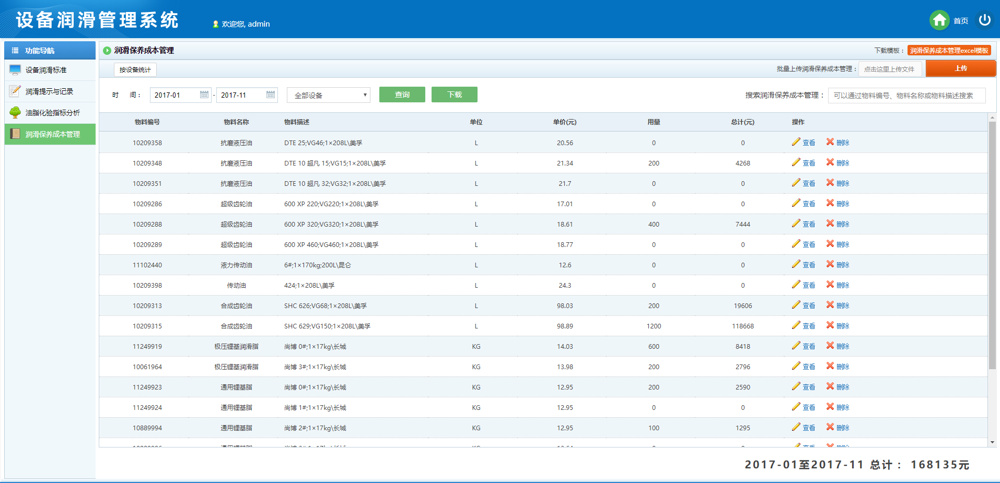 设备润滑管理系统
欢迎您, admin
首页
功能导航
设备润滑标准
润滑提示与记录
油脂化验指标分析
润滑保养成本管理
润滑保养成本管理
下载模板： 润滑保养成本管理excel模板
按设备统计
批量上传润滑保养成本管理： 点击这里上传文件 上传
时 间： 2017-01 - 2017-11 全部设备 查询 下载
搜索润滑保养成本管理： 可以通过物料编号、物料名称或物料描述搜索
物料编号 物料名称 物料描述 单位 单价(元) 用量 总计(元) 操作
10209358 抗磨液压油 DTE 25;VG46;1×208L\美孚 L 20.56 0 0 查看 删除
10209348 抗磨液压油 DTE 10 超凡 15;VG15;1×208L\美孚 L 21.34 200 4268 查看 删除
10209351 抗磨液压油 DTE 10 超凡 32;VG32;1×208L\美孚 L 21.7 0 0 查看 删除
10209286 超级齿轮油 600 XP 220;VG220;1×208L\美孚 L 17.01 0 0 查看 删除
10209288 超级齿轮油 600 XP 320;VG320;1×208L\美孚 L 18.61 400 7444 查看 删除
10209289 超级齿轮油 600 XP 460;VG460;1×208L\美孚 L 18.77 0 0 查看 删除
11102440 液力传动油 6#;1×170kg;200L\昆仑 L 12.6 0 0 查看 删除
10209398 传动油 424;1×208L\美孚 L 24.3 0 0 查看 删除
10209313 合成齿轮油 SHC 626;VG68;1×208L\美孚 L 98.03 200 19606 查看 删除
10209315 合成齿轮油 SHC 629;VG150;1×208L\美孚 L 98.89 1200 118668 查看 删除
11249919 极压锂基润滑脂 尚博 0#;1×17kg\长城 KG 14.03 600 8418 查看 删除
10061964 极压锂基润滑脂 尚博 3#;1×17kg\长城 KG 13.98 200 2796 查看 删除
11249923 通用锂基脂 尚博 0#;1×17kg\长城 KG 12.95 200 2590 查看 删除
11249924 通用锂基脂 尚博 1#;1×17kg\长城 KG 12.95 0 0 查看 删除
10889994 通用锂基脂 尚博 2#;1×17kg\长城 KG 12.95 100 1295 查看 删除
2017-01至2017-11 总计： 168135元